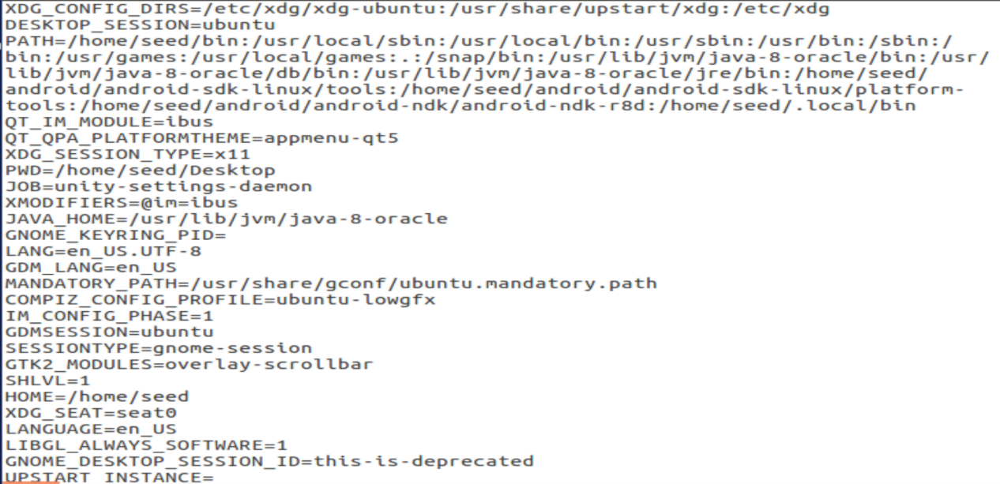 XDG_CONFIG_DIRS=/etc/xdg/xdg-ubuntu:/usr/share/upstart/xdg:/etc/xdg
DESKTOP_SESSION=ubuntu
PATH=/home/seed/bin:/usr/local/sbin:/usr/local/bin:/usr/sbin:/usr/bin:/sbin:/
bin:/usr/games:/usr/local/games:.:/snap/bin:/usr/lib/jvm/java-8-oracle/bin:/usr/
lib/jvm/java-8-oracle/db/bin:/usr/lib/jvm/java-8-oracle/jre/bin:/home/seed/
android/android-sdk-linux/tools:/home/seed/android/android-sdk-linux/platform-
tools:/home/seed/android/android-ndk/android-ndk-r8d:/home/seed/.local/bin
QT_IM_MODULE=ibus
QT_QPA_PLATFORMTHEME=appmenu-qt5
XDG_SESSION_TYPE=x11
PWD=/home/seed/Desktop
JOB=unity-settings-daemon
XMODIFIERS=@im=ibus
JAVA_HOME=/usr/lib/jvm/java-8-oracle
GNOME_KEYRING_PID=
LANG=en_US.UTF-8
GDM_LANG=en_US
MANDATORY_PATH=/usr/share/gconf/ubuntu.mandatory.path
COMPIZ_CONFIG_PROFILE=ubuntu-lowgfx
IM_CONFIG_PHASE=1
GDMSESSION=ubuntu
SESSIONTYPE=gnome-session
GTK2_MODULES=overlay-scrollbar
SHLVL=1
HOME=/home/seed
XDG_SEAT=seat0
LANGUAGE=en_US
LIBGL_ALWAYS_SOFTWARE=1
GNOME_DESKTOP_SESSION_ID=this-is-deprecated
UPSTART_INSTANCE=